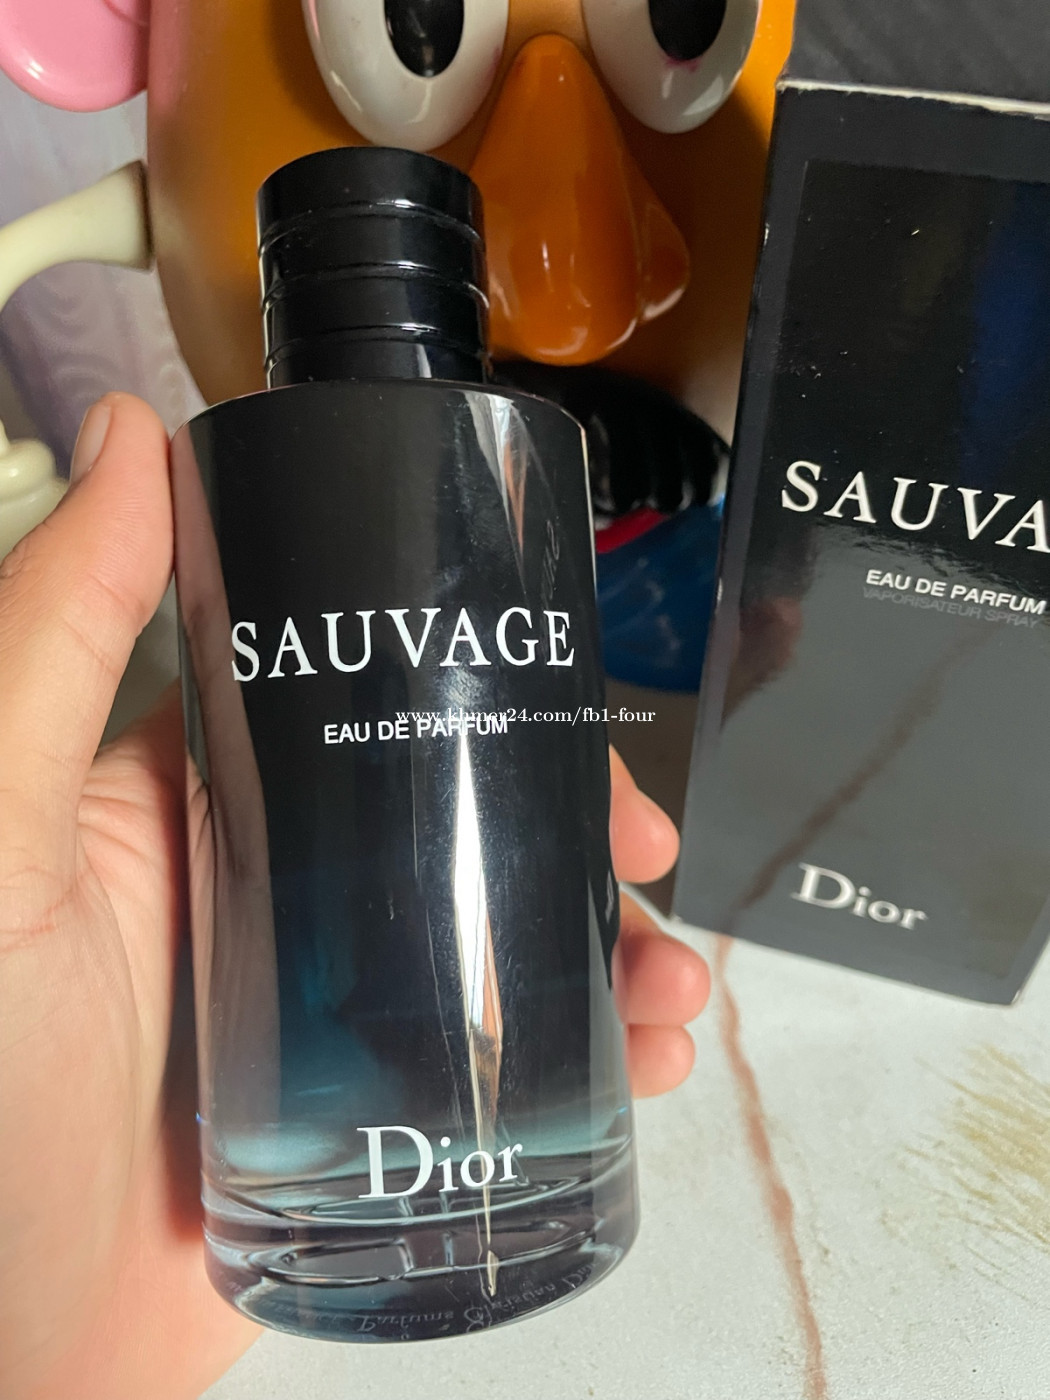 SAUVAGE
EAU DE PARFUM
www.khmer24.com/fb1-four
Dior
SAUVA
EAU DE PARFUM
VAPORISATEUR SPRAY
Dior